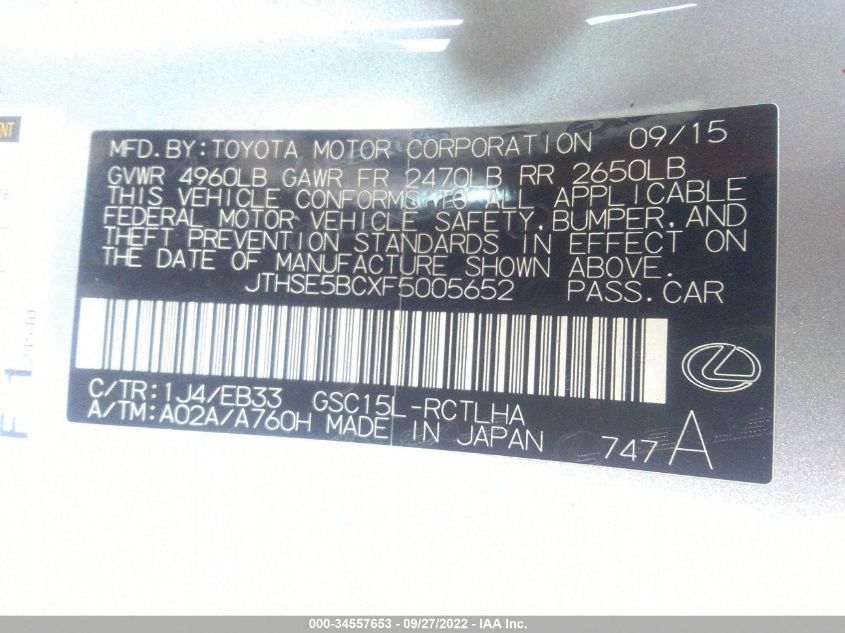 ENT
MFD. BY: TOYOTA MOTOR CORPORATION 09/15
GVWR 4960LB GAWR FR 2470LB RR 2650LB
THIS VEHICLE CONFORMS TO ALL APPLICABLE
FEDERAL MOTOR VEHICLE SAFETY, BUMPER, AND
THEFT PREVENTION STANDARDS IN EFFECT ON
THE DATE OF MANUFACTURE SHOWN ABOVE.
JTHSE5BCXF5005652 PASS. CAR
C/TR: 1J4/EB33 GSC15L-RCTLHA
A/TM: A02A/A760H MADE IN JAPAN 747 A
000-34557653 - 09/27/2022 - IAA Inc.